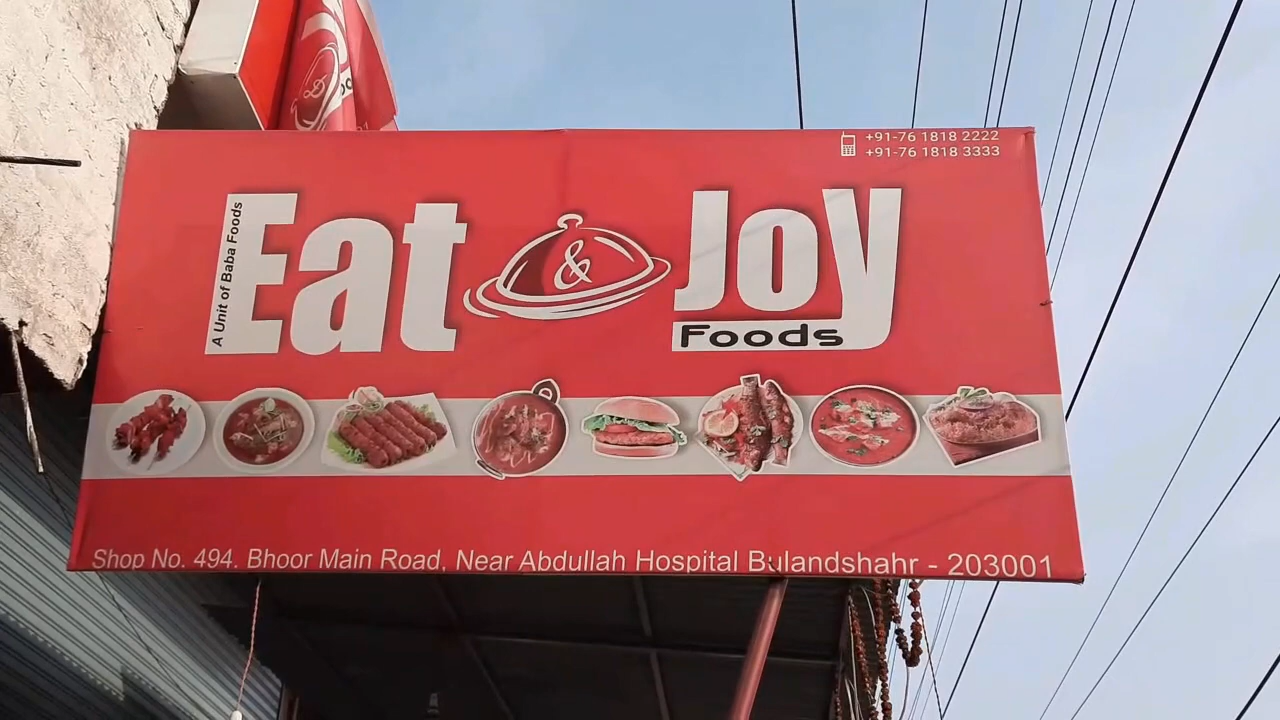 +91-76 1818 2222
+91-76 1818 3333
A Unit of Baba Foods
Eat & Joy
Foods
Shop No. 494. Bhoor Main Road, Near Abdullah Hospital Bulandshahr - 203001